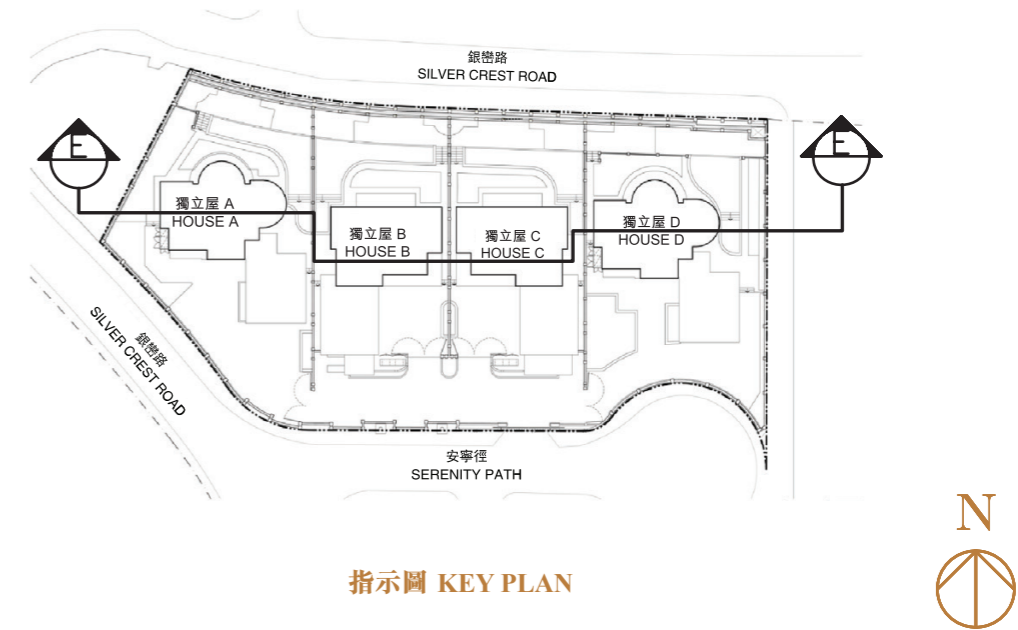 銀巒路
SILVER CREST ROAD
E
E
獨立屋 A
HOUSE A
獨立屋 B
HOUSE B
獨立屋 C
HOUSE C
獨立屋 D
HOUSE D
銀巒路
SILVER CREST ROAD
安寧徑
SERENITY PATH
N
指示圖 KEY PLAN